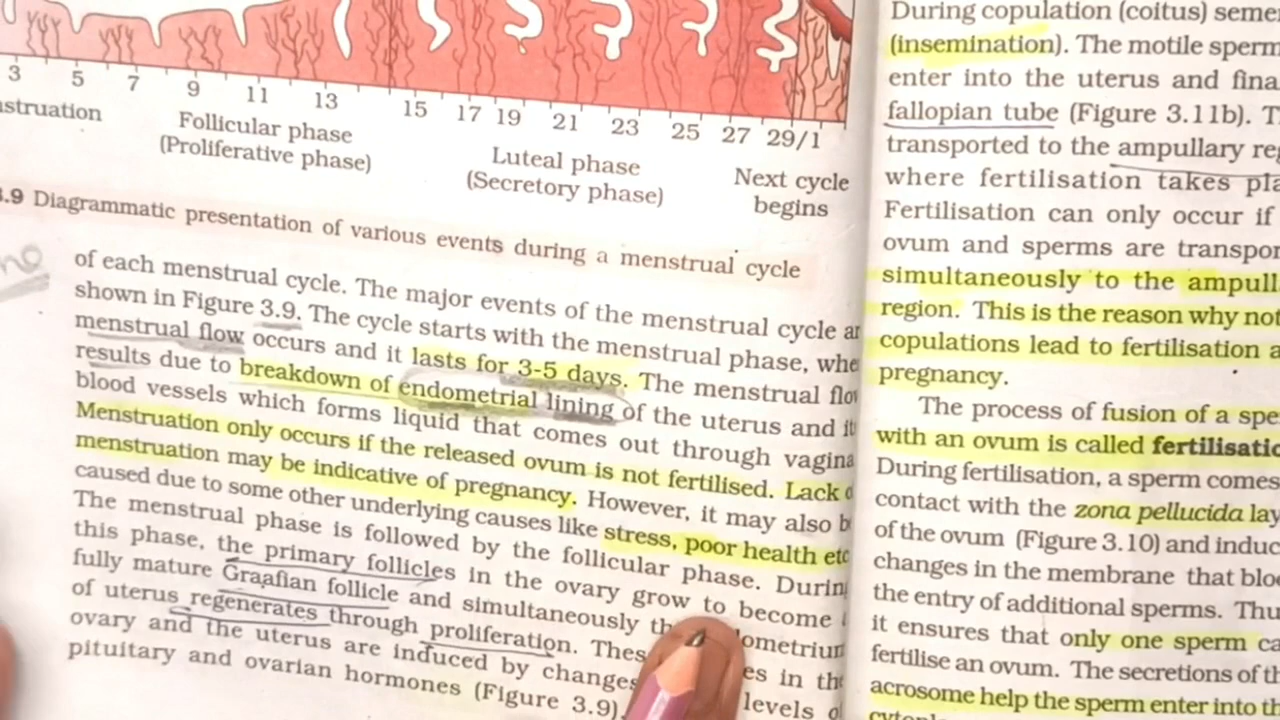 3 5 7 9 11 13 15 17 19 21 23 25 27 29/1
struation
Follicular phase
(Proliferative phase)
Luteal phase
(Secretory phase)
Next cycle
begins
.9 Diagrammatic presentation of various events during a menstrual cycle
of each menstrual cycle. The major events of the menstrual cycle ar
shown in Figure 3.9. The cycle starts with the menstrual phase, whe
menstrual flow occurs and it lasts for 3-5 days. The menstrual flo
results due to breakdown of endometrial lining of the uterus and it
blood vessels which forms liquid that comes out through vagina
Menstruation only occurs if the released ovum is not fertilised. Lack
menstruation may be indicative of pregnancy. However, it may also b
caused due to some other underlying causes like stress, poor health etc
The menstrual phase is followed by the follicular phase. Durin
this phase, the primary follicles in the ovary grow to become
fully mature Graafian follicle and simultaneously th ometriun
of uterus regenerates through proliferation. Thes es in th
ovary and the uterus are induced by changes levels o
pituitary and ovarian hormones (Figure 3.9).
During copulation (coitus) seme
(insemination). The motile sperm
enter into the uterus and fina
fallopian tube (Figure 3.11b). T
transported to the ampullary reg
where fertilisation takes pla
Fertilisation can only occur if
ovum and sperms are transpor
simultaneously to the ampull
region. This is the reason why not
copulations lead to fertilisation a
pregnancy.
The process of fusion of a spe
with an ovum is called fertilisatio
During fertilisation, a sperm comes
contact with the zona pellucida lay
of the ovum (Figure 3.10) and induc
changes in the membrane that bloc
the entry of additional sperms. Thu
it ensures that only one sperm ca
fertilise an ovum. The secretions of th
acrosome help the sperm enter into th